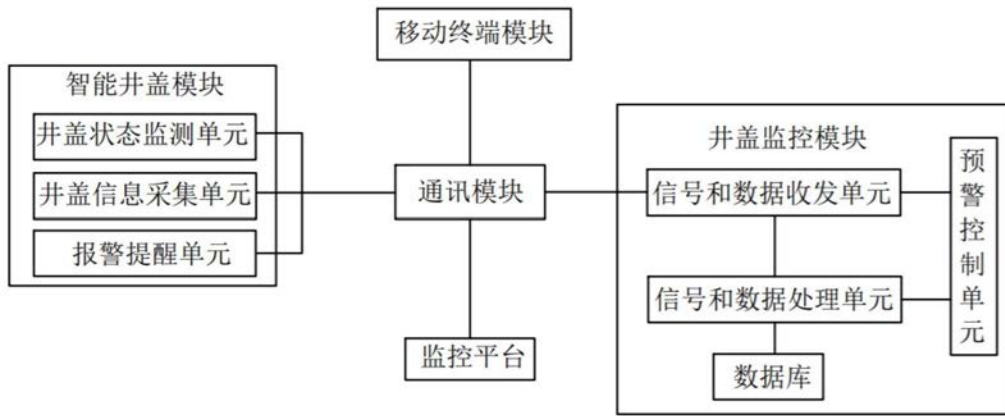 移动终端模块
智能井盖模块
井盖状态监测单元
井盖信息采集单元
报警提醒单元
通讯模块
监控平台
井盖监控模块
信号和数据收发单元
信号和数据处理单元
数据库
预警控制单元